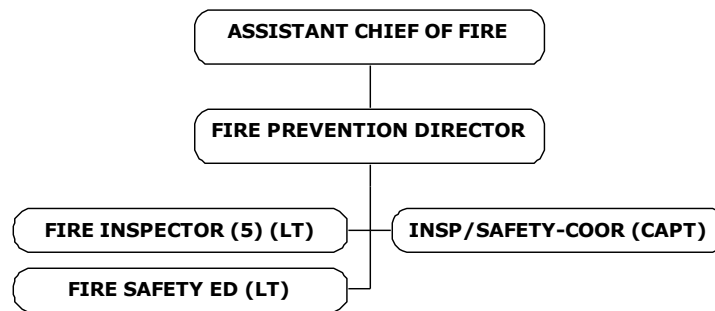 ASSISTANT CHIEF OF FIRE
FIRE PREVENTION DIRECTOR
FIRE INSPECTOR (5) (LT)
INSP/SAFETY-COOR (CAPT)
FIRE SAFETY ED (LT)